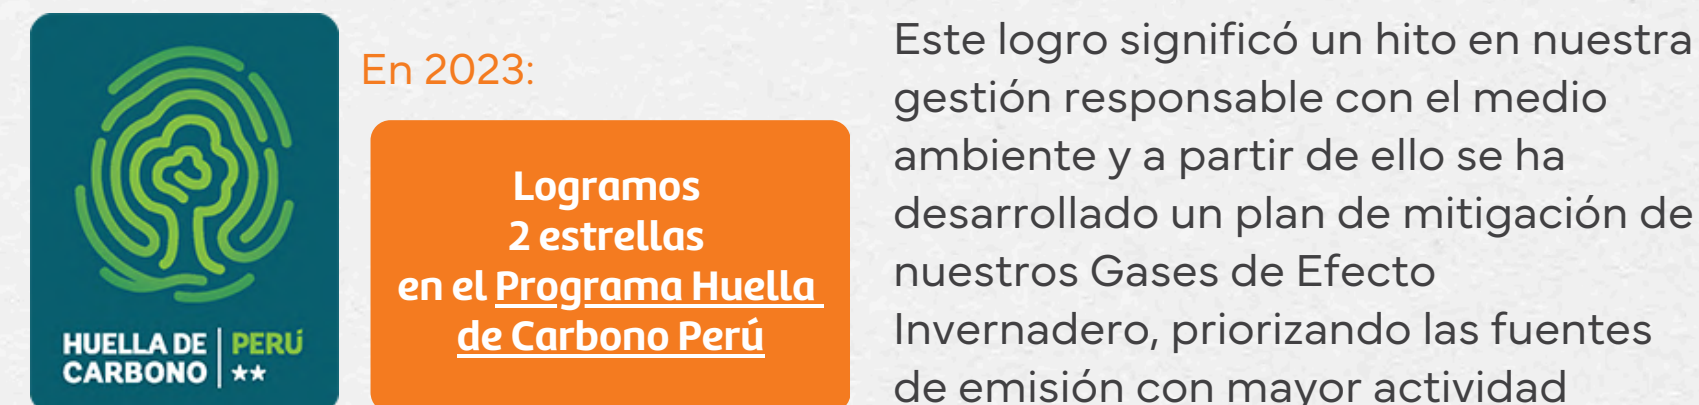 HUELLA DE
CARBONO
PERÚ
★★
En 2023:
Logramos
2 estrellas
en el Programa Huella
de Carbono Perú
Este logro significó un hito en nuestra
gestión responsable con el medio
ambiente y a partir de ello se ha
desarrollado un plan de mitigación de
nuestros Gases de Efecto
Invernadero, priorizando las fuentes
de emisión con mayor actividad